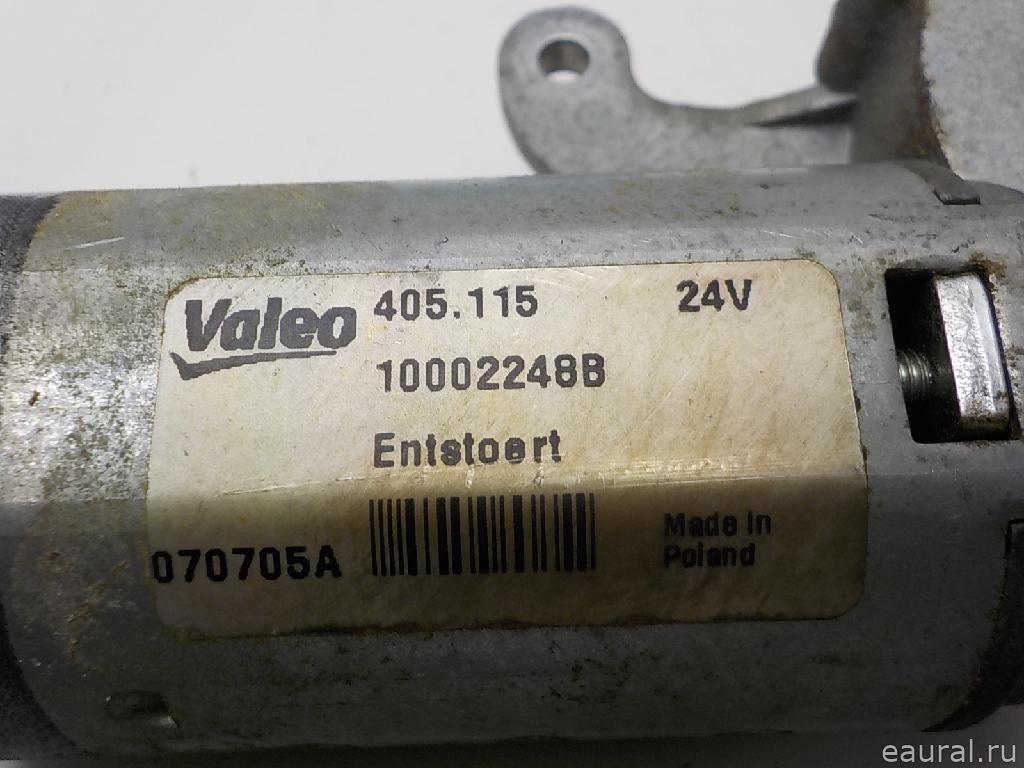 Valeo 405.115 24V
10002248B
Entstoert
070705A
Made in
Poland
eaural.ru